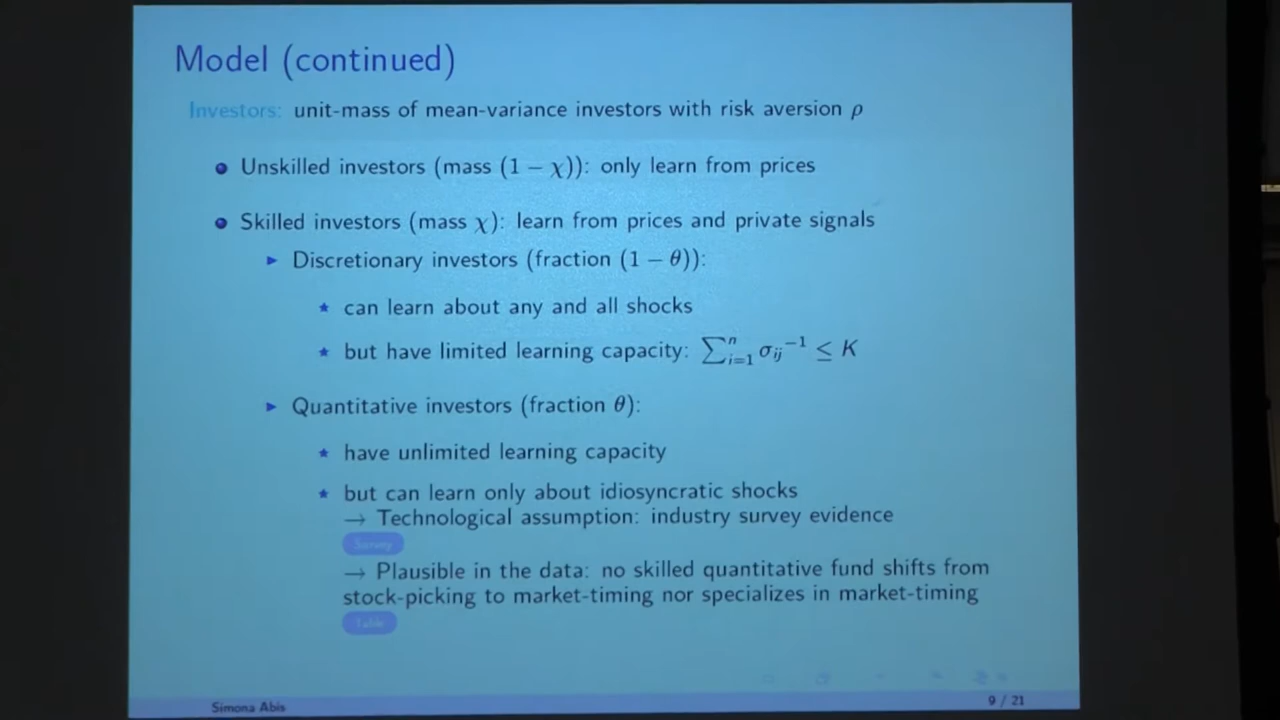 Model (continued)
Investors: unit-mass of mean-variance investors with risk aversion ρ
Unskilled investors (mass (1 − χ)): only learn from prices
Skilled investors (mass χ): learn from prices and private signals
Discretionary investors (fraction (1 − θ)):
can learn about any and all shocks
but have limited learning capacity: ∑ⁿᵢ₌₁ σᵢⱼ⁻¹ ≤ K
Quantitative investors (fraction θ):
have unlimited learning capacity
but can learn only about idiosyncratic shocks
→ Technological assumption: industry survey evidence
Survey
→ Plausible in the data: no skilled quantitative fund shifts from
stock-picking to market-timing nor specializes in market-timing
Table
Simona Abis
9 / 21